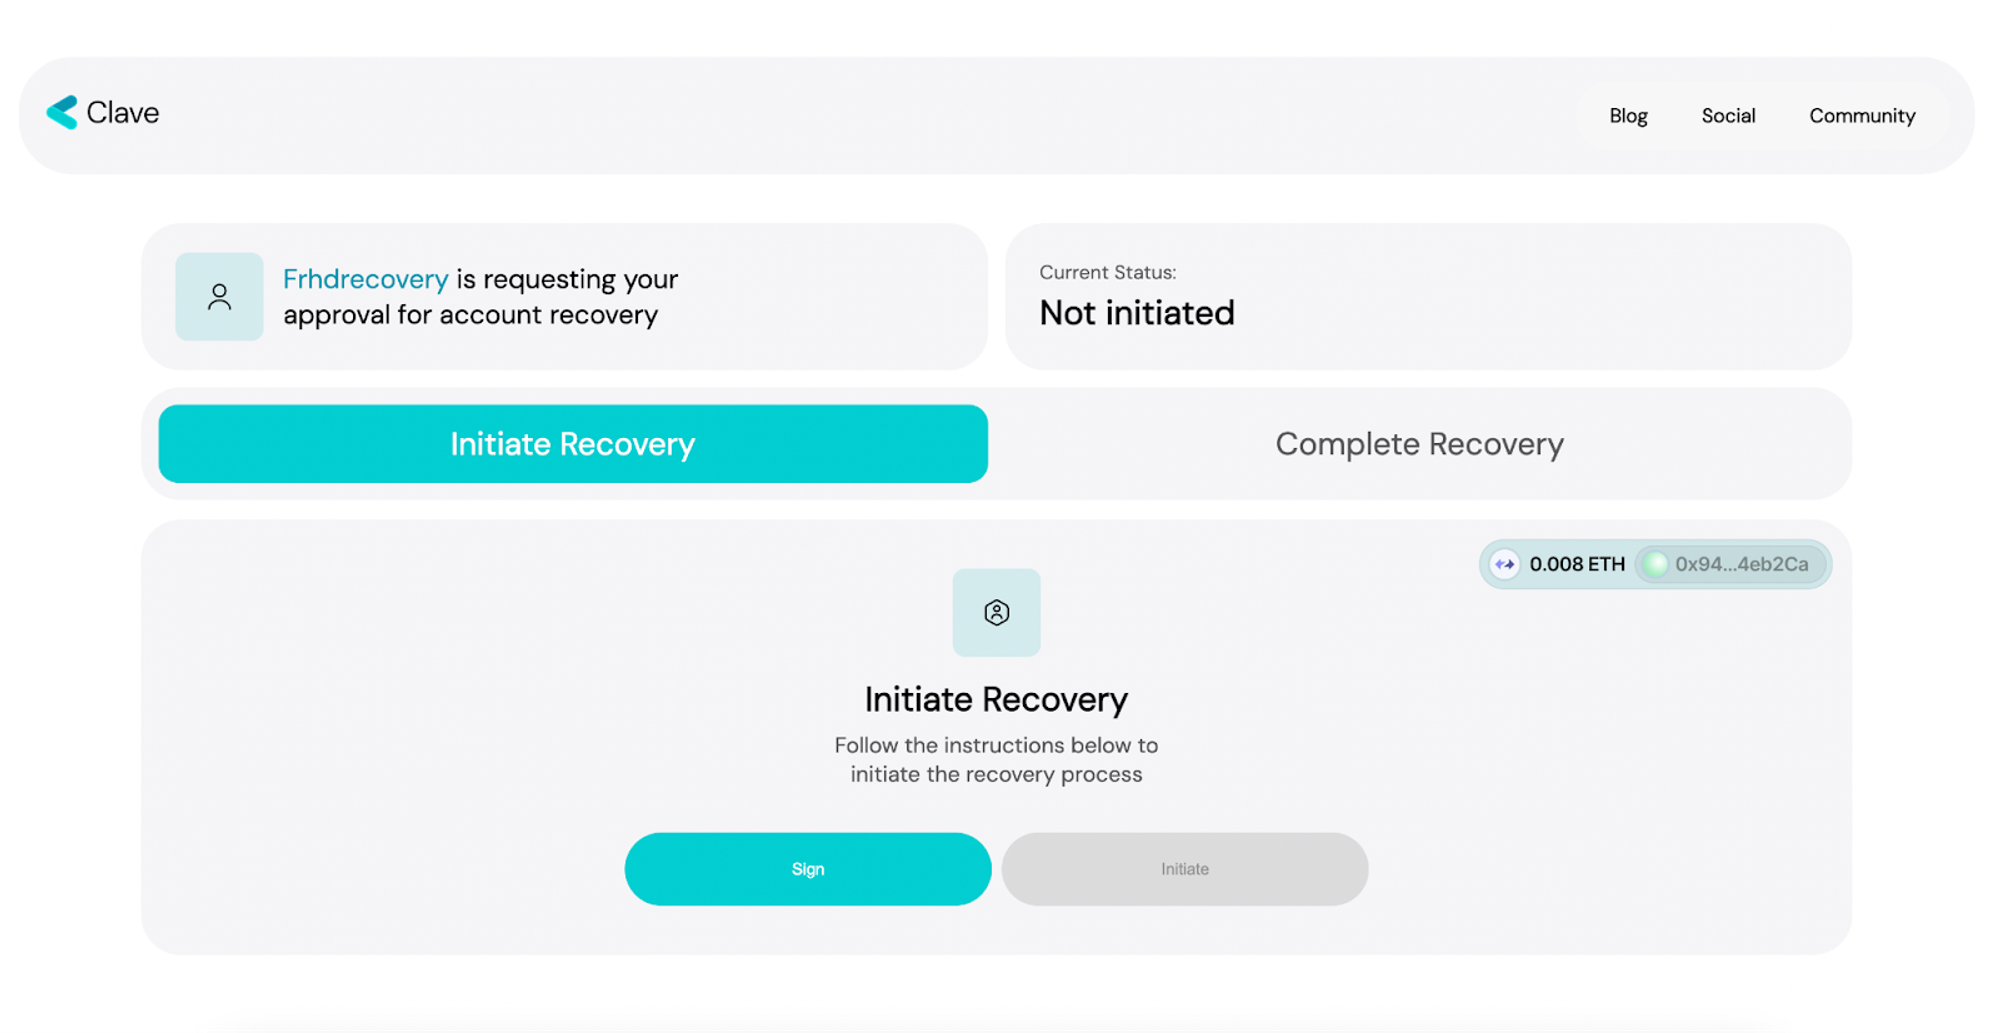 Clave
Blog
Social
Community
Frhdrecovery is requesting your
approval for account recovery
Current Status:
Not initiated
Initiate Recovery
Complete Recovery
0.008 ETH
0x94...4eb2Ca
Initiate Recovery
Follow the instructions below to
initiate the recovery process
Sign
Initiate